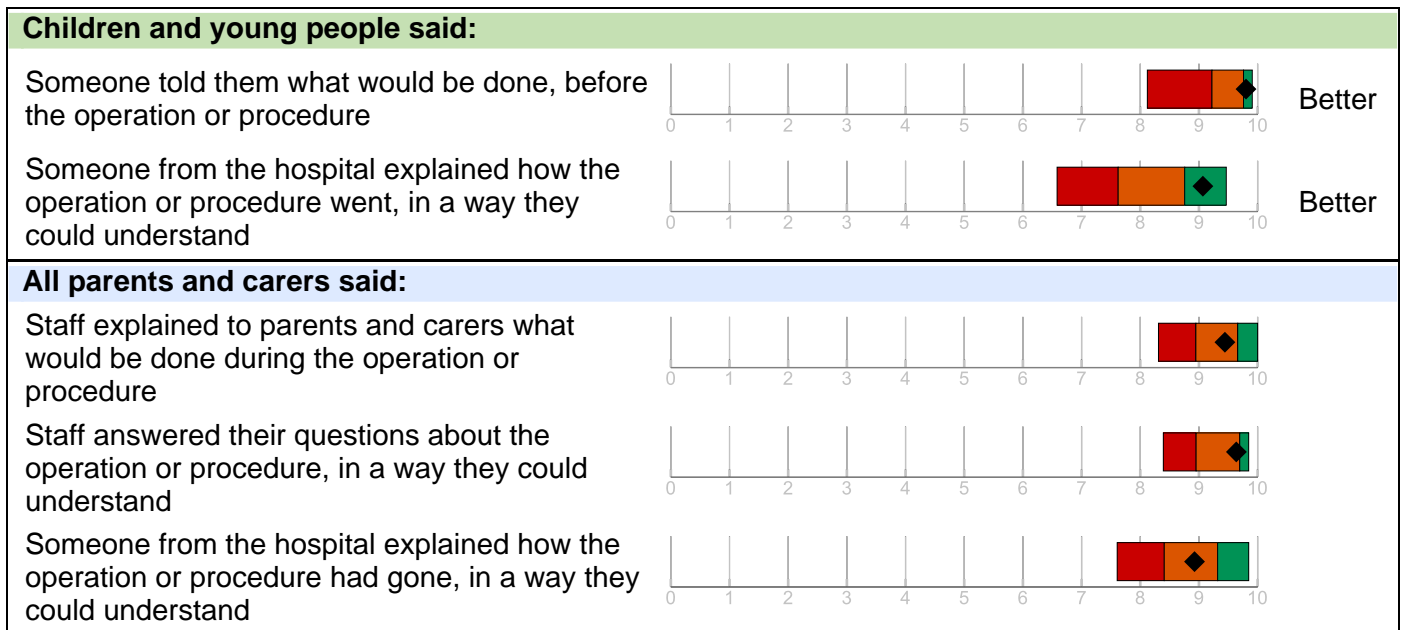 Children and young people said:
Someone told them what would be done, before
the operation or procedure
0 1 2 3 4 5 6 7 8 9 10
Better
Someone from the hospital explained how the
operation or procedure went, in a way they
could understand
0 1 2 3 4 5 6 7 8 9 10
Better
All parents and carers said:
Staff explained to parents and carers what
would be done during the operation or
procedure
0 1 2 3 4 5 6 7 8 9 10
Staff answered their questions about the
operation or procedure, in a way they could
understand
0 1 2 3 4 5 6 7 8 9 10
Someone from the hospital explained how the
operation or procedure had gone, in a way they
could understand
0 1 2 3 4 5 6 7 8 9 10